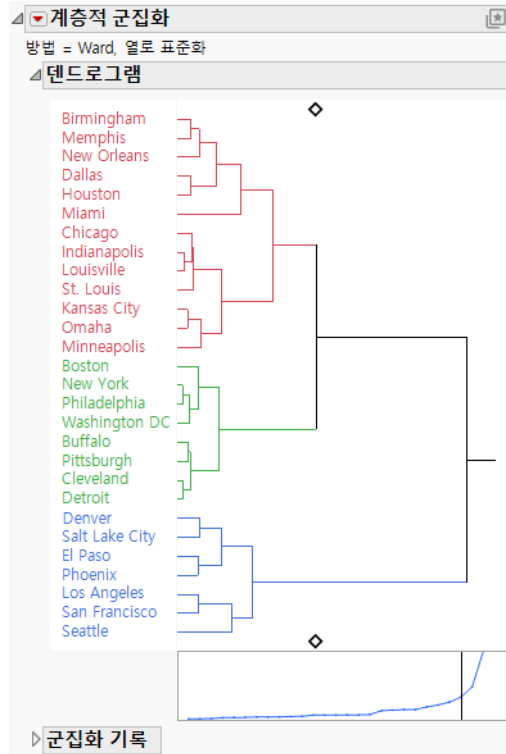 계층적 군집화
방법 = Ward, 열로 표준화
덴드로그램
Birmingham
Memphis
New Orleans
Dallas
Houston
Miami
Chicago
Indianapolis
Louisville
St. Louis
Kansas City
Omaha
Minneapolis
Boston
New York
Philadelphia
Washington DC
Buffalo
Pittsburgh
Cleveland
Detroit
Denver
Salt Lake City
El Paso
Phoenix
Los Angeles
San Francisco
Seattle
군집화 기록